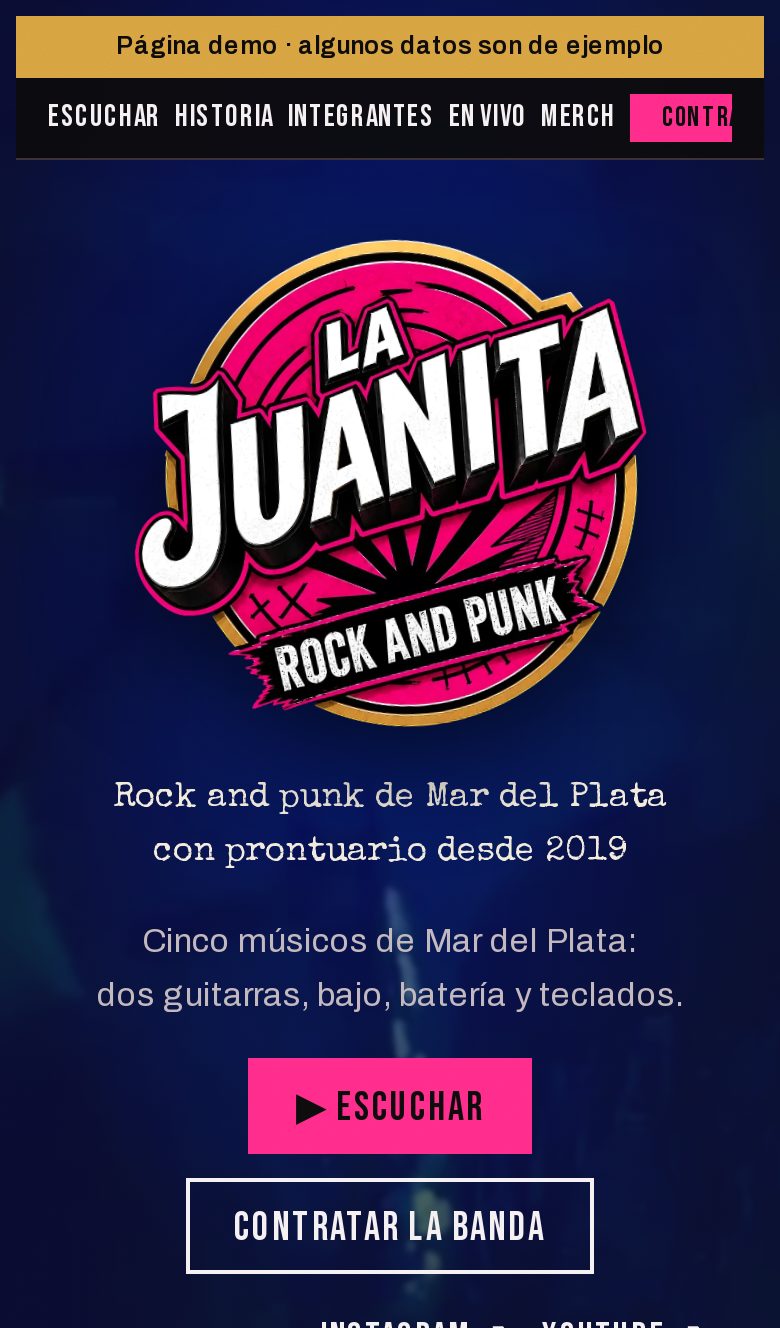 Página demo · algunos datos son de ejemplo
ESCUCHAR HISTORIA INTEGRANTES EN VIVO MERCH
LA
JUANITA
ROCK AND PUNK
Rock and punk de Mar del Plata
con prontuario desde 2019
Cinco músicos de Mar del Plata:
dos guitarras, bajo, batería y teclados.
▶ ESCUCHAR
CONTRATAR LA BANDA
INSTAGRAM YOUTUBE